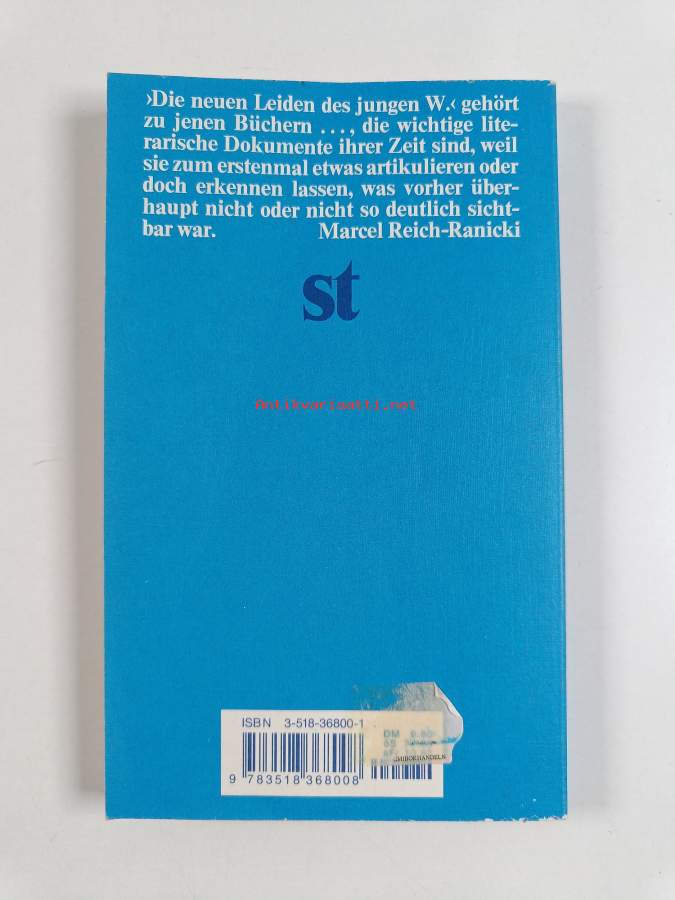 ›Die neuen Leiden des jungen W.‹ gehört
zu jenen Büchern ..., die wichtige lite-
rarische Dokumente ihrer Zeit sind, weil
sie zum erstenmal etwas artikulieren oder
doch erkennen lassen, was vorher über-
haupt nicht oder nicht so deutlich sicht-
bar war. Marcel Reich-Ranicki
st
Antikvariaatti.net
ISBN 3-518-36800-1
DM
öS
sFr
9 783518 368008